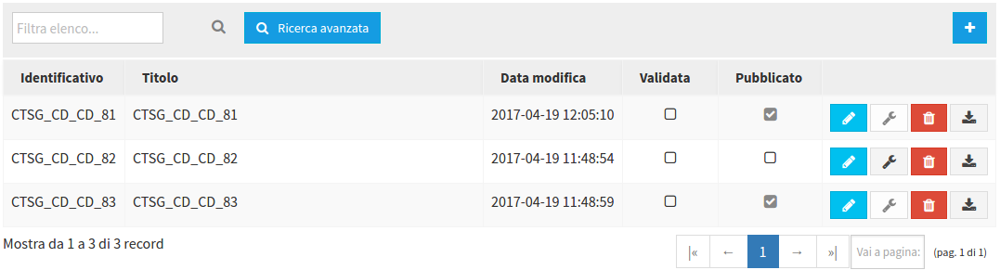 Filtra elenco... Ricerca avanzata
Identificativo Titolo Data modifica Validata Pubblicato
CTSG_CD_CD_81 CTSG_CD_CD_81 2017-04-19 12:05:10
CTSG_CD_CD_82 CTSG_CD_CD_82 2017-04-19 11:48:54
CTSG_CD_CD_83 CTSG_CD_CD_83 2017-04-19 11:48:59
Mostra da 1 a 3 di 3 record |« ← 1 → »| Vai a pagina: (pag. 1 di 1)